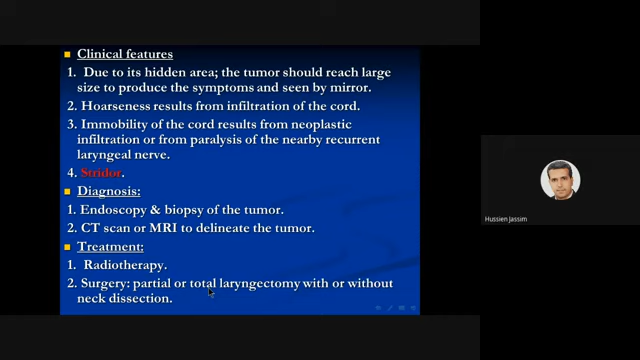 Clinical features
1. Due to its hidden area; the tumor should reach large
size to produce the symptoms and seen by mirror.
2. Hoarseness results from infiltration of the cord.
3. Immobility of the cord results from neoplastic
infiltration or from paralysis of the nearby recurrent
laryngeal nerve.
4. Stridor.
Diagnosis:
1. Endoscopy & biopsy of the tumor.
2. CT scan or MRI to delineate the tumor.
Treatment:
1. Radiotherapy.
2. Surgery: partial or total laryngectomy with or without
neck dissection.
Hussien Jassim